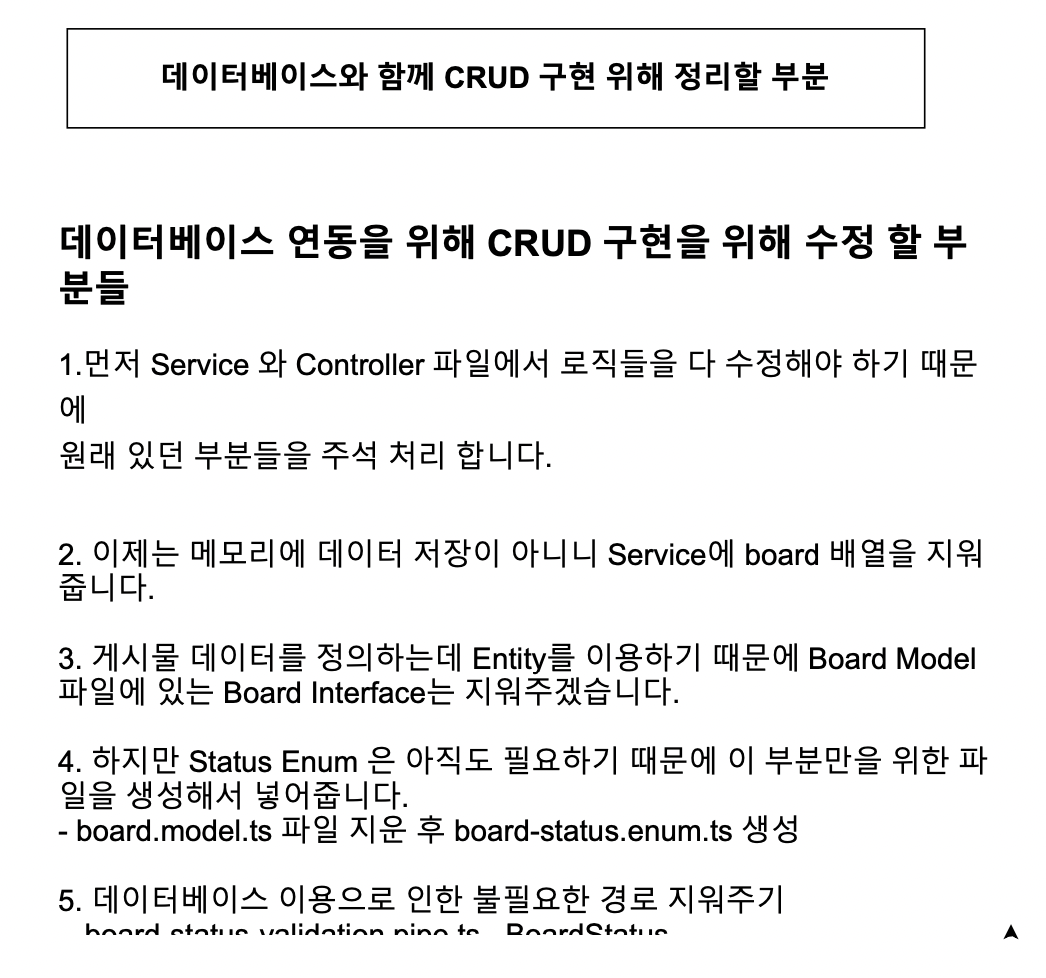 데이터베이스와 함께 CRUD 구현 위해 정리할 부분
데이터베이스 연동을 위해 CRUD 구현을 위해 수정 할 부
분들
1.먼저 Service 와 Controller 파일에서 로직들을 다 수정해야 하기 때문
에
원래 있던 부분들을 주석 처리 합니다.
2. 이제는 메모리에 데이터 저장이 아니니 Service에 board 배열을 지워
줍니다.
3. 게시물 데이터를 정의하는데 Entity를 이용하기 때문에 Board Model
파일에 있는 Board Interface는 지워주겠습니다.
4. 하지만 Status Enum 은 아직도 필요하기 때문에 이 부분만을 위한 파
일을 생성해서 넣어줍니다.
- board.model.ts 파일 지운 후 board-status.enum.ts 생성
5. 데이터베이스 이용으로 인한 불필요한 경로 지워주기
board-status-validation.pipe.ts - BoardStatus